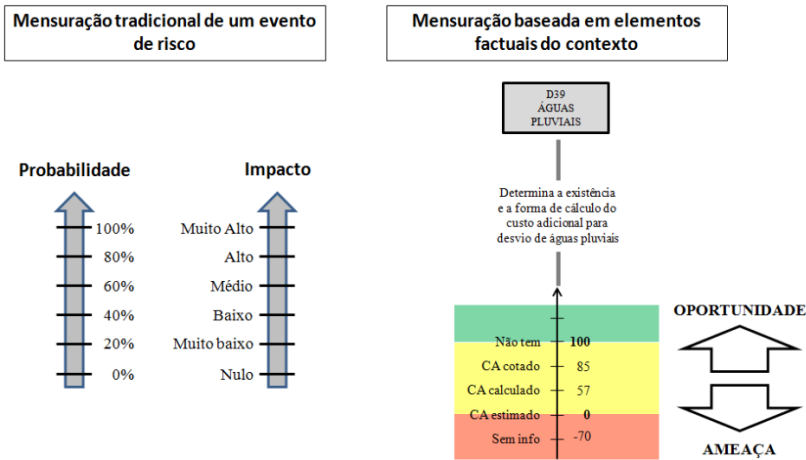 Mensuração tradicional de um evento
de risco
Mensuração baseada em elementos
factuais do contexto
D39
ÁGUAS
PLUVIAIS
Probabilidade
Impacto
100%
80%
60%
40%
20%
0%
Muito Alto
Alto
Médio
Baixo
Muito baixo
Nulo
Determina a existência
e a forma de cálculo do
custo adicional para
desvio de águas pluviais
Não tem 100
CA cotado 85
CA calculado 57
CA estimado 0
Sem info -70
OPORTUNIDADE
AMEAÇA